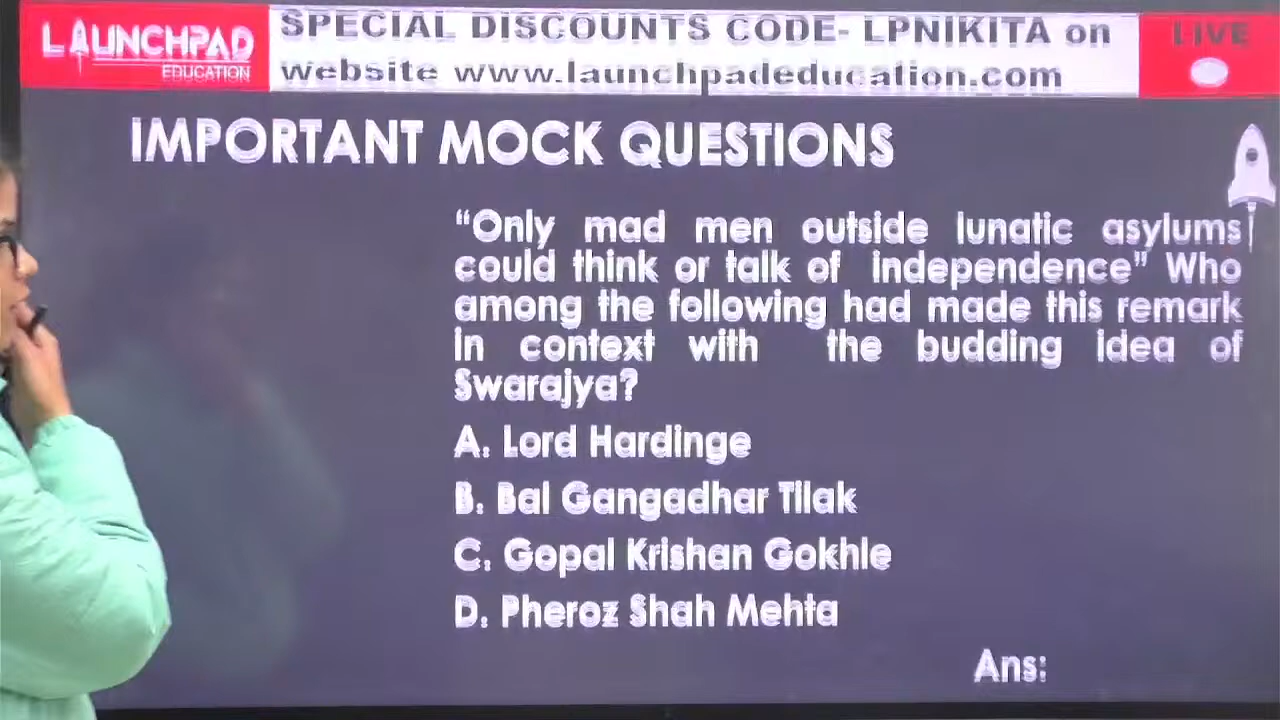 LAUNCHPAD
EDUCATION
SPECIAL DISCOUNTS CODE- LPNIKITA on
website www.launchpadeducation.com
LIVE
IMPORTANT MOCK QUESTIONS
“Only mad men outside lunatic asylums
could think or talk of independence” Who
among the following had made this remark
in context with the budding idea of
Swarajya?
A. Lord Hardinge
B. Bal Gangadhar Tilak
C. Gopal Krishan Gokhle
D. Pheroz Shah Mehta
Ans: